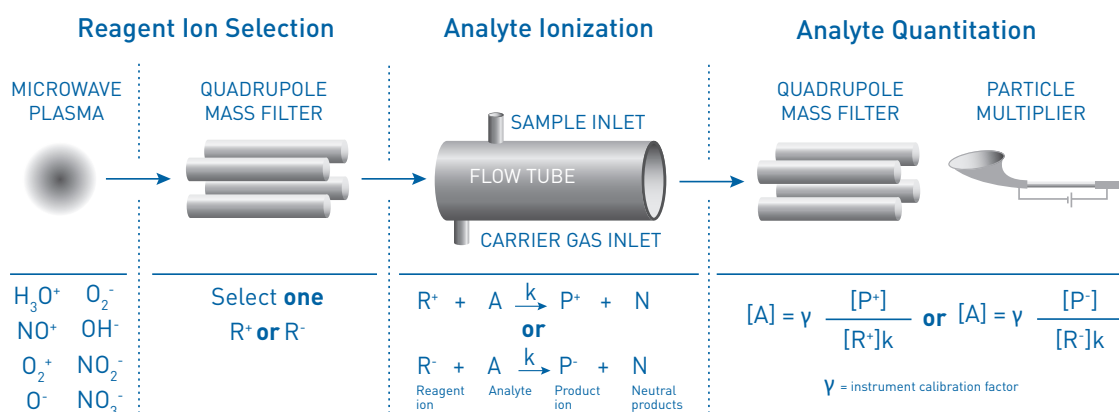 Reagent Ion Selection
Analyte Ionization
Analyte Quantitation
MICROWAVE
PLASMA
QUADRUPOLE
MASS FILTER
SAMPLE INLET
FLOW TUBE
CARRIER GAS INLET
QUADRUPOLE
MASS FILTER
PARTICLE
MULTIPLIER
H₃O⁺ O₂⁻
NO⁺ OH⁻
O₂⁺ NO₂⁻
O⁻ NO₃⁻
Select one
R⁺ or R⁻
R⁺ + A k → P⁺ + N
or
R⁻ + A k → P⁻ + N
Reagent ion
Analyte
Product ion
Neutral products
[A] = γ [P⁺] / [R⁺]k or [A] = γ [P⁻] / [R⁻]k
γ = instrument calibration factor